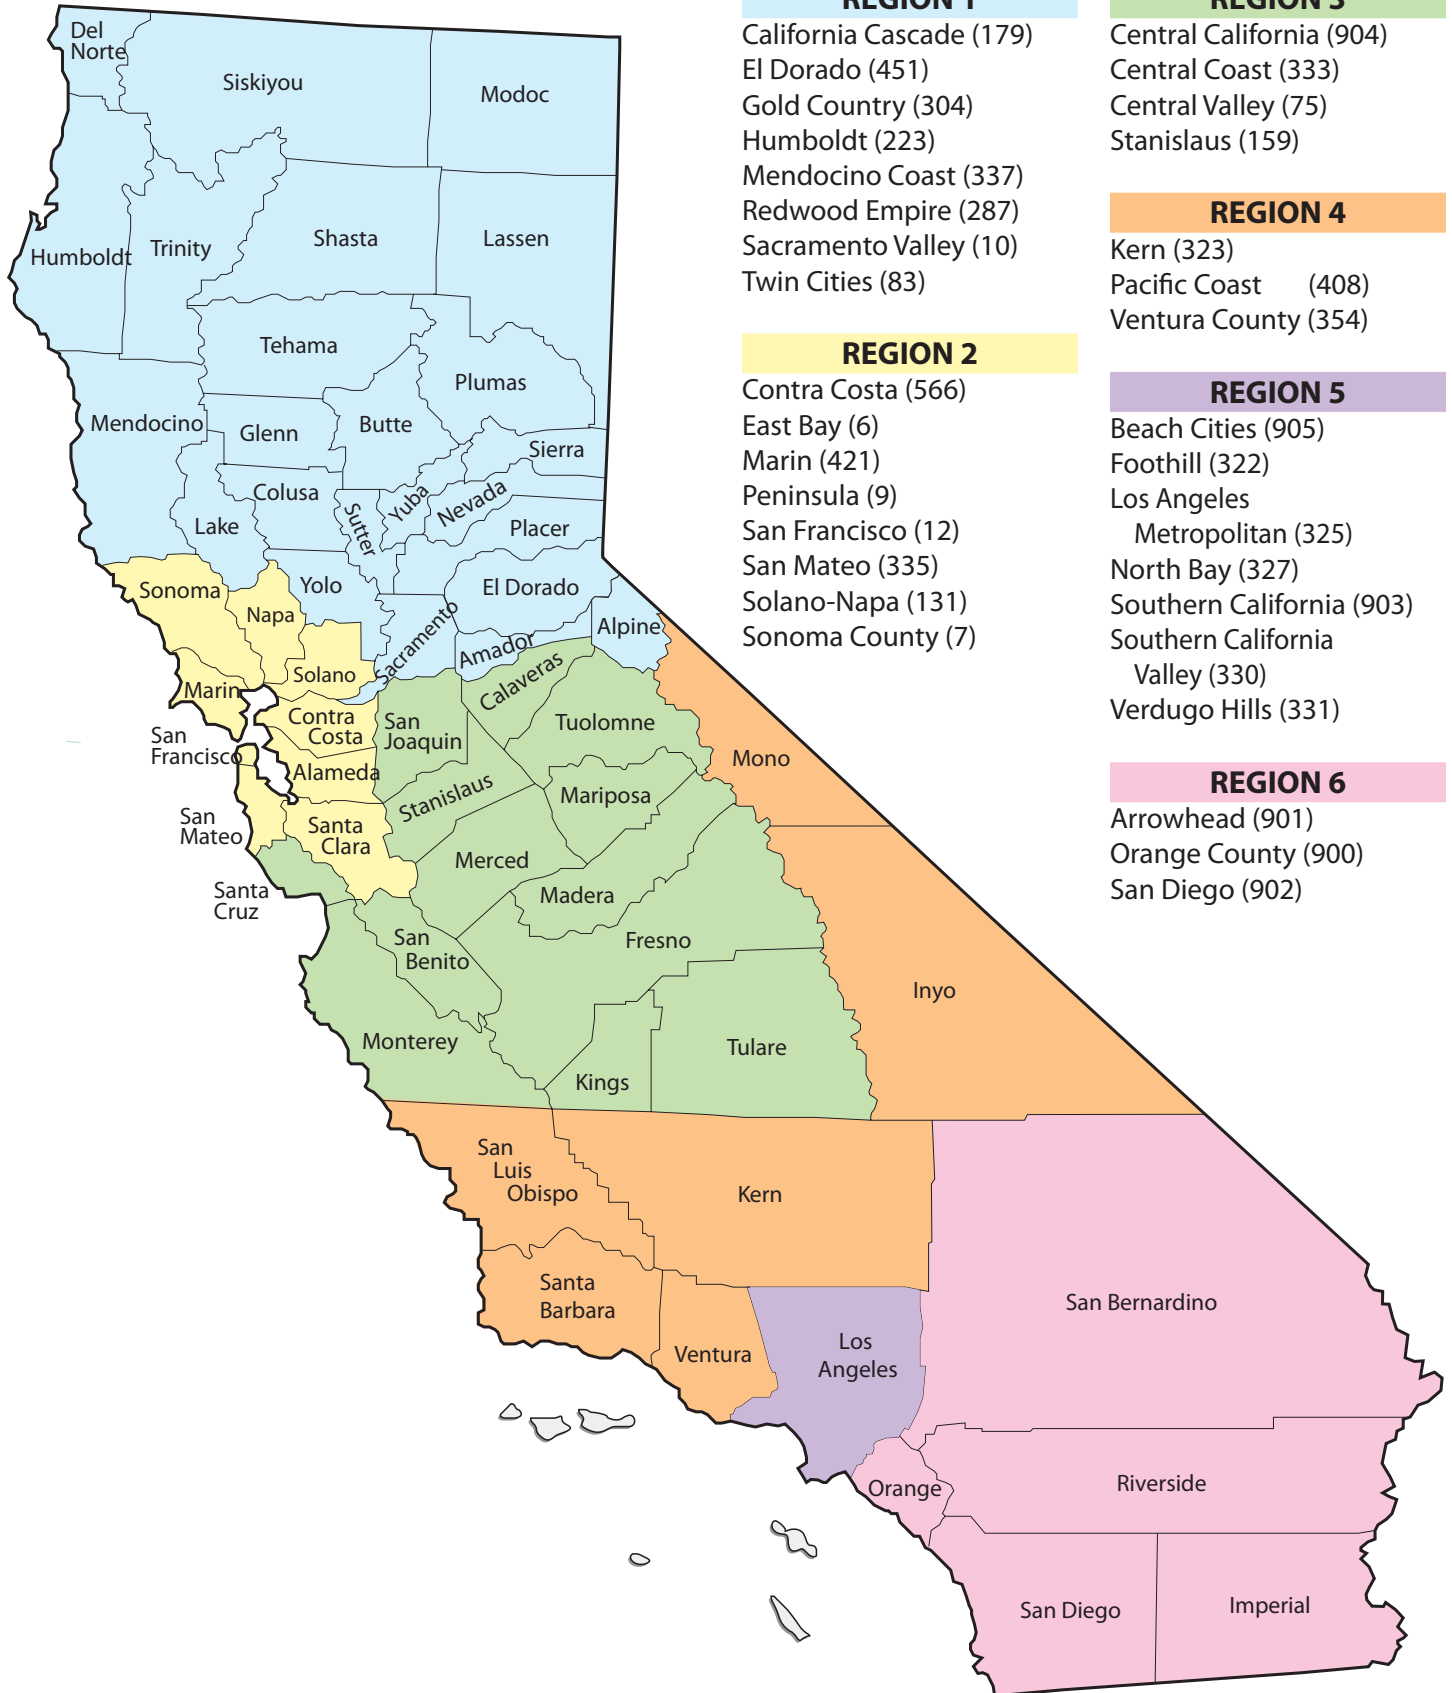 REGION 1
California Cascade (179)
El Dorado (451)
Gold Country (304)
Humboldt (223)
Mendocino Coast (337)
Redwood Empire (287)
Sacramento Valley (10)
Twin Cities (83)
REGION 2
Contra Costa (566)
East Bay (6)
Marin (421)
Peninsula (9)
San Francisco (12)
San Mateo (335)
Solano-Napa (131)
Sonoma County (7)
REGION 3
Central California (904)
Central Coast (333)
Central Valley (75)
Stanislaus (159)
REGION 4
Kern (323)
Pacific Coast (408)
Ventura County (354)
REGION 5
Beach Cities (905)
Foothill (322)
Los Angeles
Metropolitan (325)
North Bay (327)
Southern California (903)
Southern California
Valley (330)
Verdugo Hills (331)
REGION 6
Arrowhead (901)
Orange County (900)
San Diego (902)
Del
Norte
Siskiyou
Modoc
Humboldt
Trinity
Shasta
Lassen
Tehama
Plumas
Mendocino
Glenn
Butte
Sierra
Colusa
Sutter
Yuba
Nevada
Lake
Placer
Sonoma
Napa
Yolo
El Dorado
Sacramento
Amador
Alpine
Solano
Marin
Calaveras
Contra
Costa
San
Joaquin
Tuolomne
San
Francisco
Alameda
Mono
Stanislaus
Mariposa
San
Mateo
Santa
Clara
Merced
Santa
Cruz
Madera
San
Benito
Fresno
Inyo
Monterey
Kings
Tulare
San
Luis
Obispo
Kern
Santa
Barbara
Ventura
Los
Angeles
San Bernardino
Orange
Riverside
San Diego
Imperial